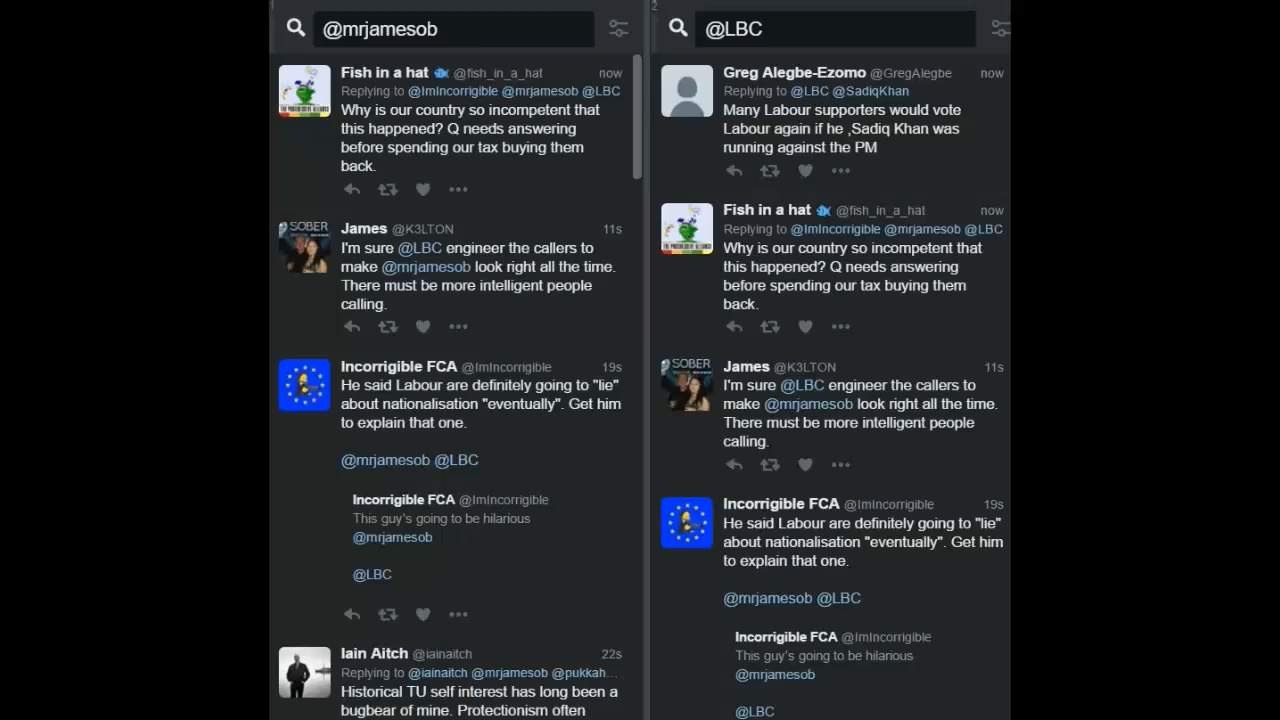 1
@mrjamesob
Fish in a hat @fish_in_a_hat now
Replying to @ImIncorrigible @mrjamesob @LBC
Why is our country so incompetent that
this happened? Q needs answering
before spending our tax buying them
back.
James @K3LTON 11s
I'm sure @LBC engineer the callers to
make @mrjamesob look right all the time.
There must be more intelligent people
calling.
SOBER
Incorrigible FCA @ImIncorrigible 19s
He said Labour are definitely going to "lie"
about nationalisation "eventually". Get him
to explain that one.
@mrjamesob @LBC
Incorrigible FCA @ImIncorrigible
This guy's going to be hilarious
@mrjamesob
@LBC
Iain Aitch @iainaitch 22s
Replying to @iainaitch @mrjamesob @pukkah…
Historical TU self interest has long been a
bugbear of mine. Protectionism often
2
@LBC
Greg Alegbe-Ezomo @GregAlegbe now
Replying to @LBC @SadiqKhan
Many Labour supporters would vote
Labour again if he ,Sadiq Khan was
running against the PM
Fish in a hat @fish_in_a_hat now
Replying to @ImIncorrigible @mrjamesob @LBC
Why is our country so incompetent that
this happened? Q needs answering
before spending our tax buying them
back.
James @K3LTON 11s
I'm sure @LBC engineer the callers to
make @mrjamesob look right all the time.
There must be more intelligent people
calling.
SOBER
Incorrigible FCA @ImIncorrigible 19s
He said Labour are definitely going to "lie"
about nationalisation "eventually". Get him
to explain that one.
@mrjamesob @LBC
Incorrigible FCA @ImIncorrigible
This guy's going to be hilarious
@mrjamesob
@LBC